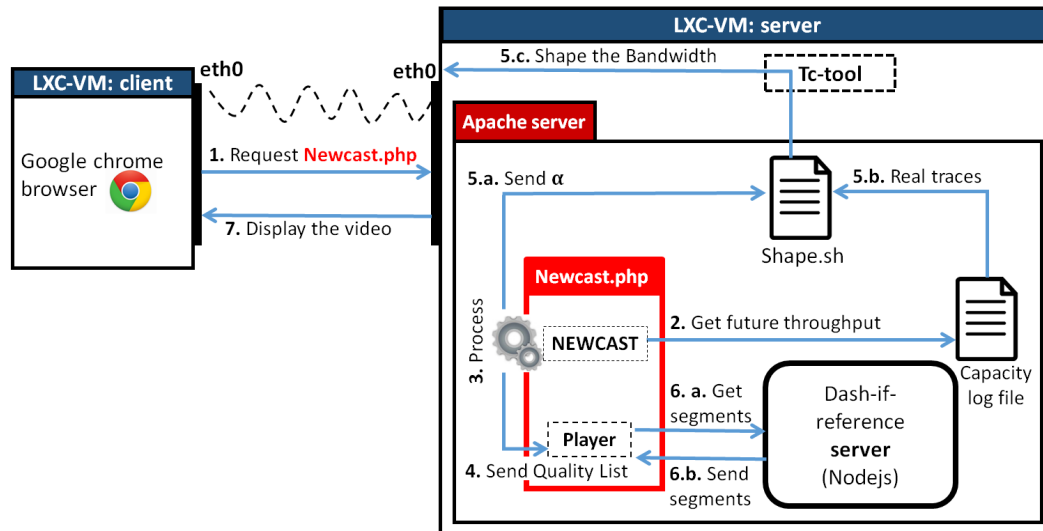 LXC-VM: server
5.c. Shape the Bandwidth
Tc-tool
eth0
eth0
LXC-VM: client
Apache server
Google chrome
browser
1. Request Newcast.php
7. Display the video
5.a. Send α
5.b. Real traces
Shape.sh
Newcast.php
3. Process
NEWCAST
2. Get future throughput
Capacity
log file
Player
4. Send Quality List
6. a. Get
segments
6.b. Send
segments
Dash-if-
reference
server
(Nodejs)